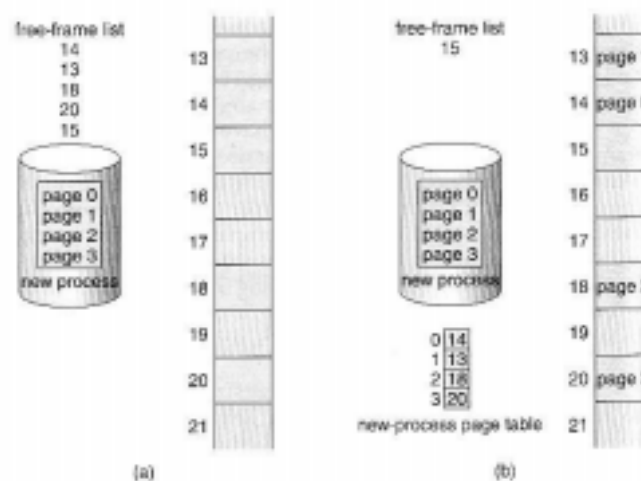 free-frame list
14
13
18
20
15
page 0
page 1
page 2
page 3
new process
13
14
15
16
17
18
19
20
21
(a)
free-frame list
15
page 0
page 1
page 2
page 3
new process
0 14
1 13
2 18
3 20
new-process page table
13 page
14 page
15
16
17
18 page
19
20 page
21
(b)